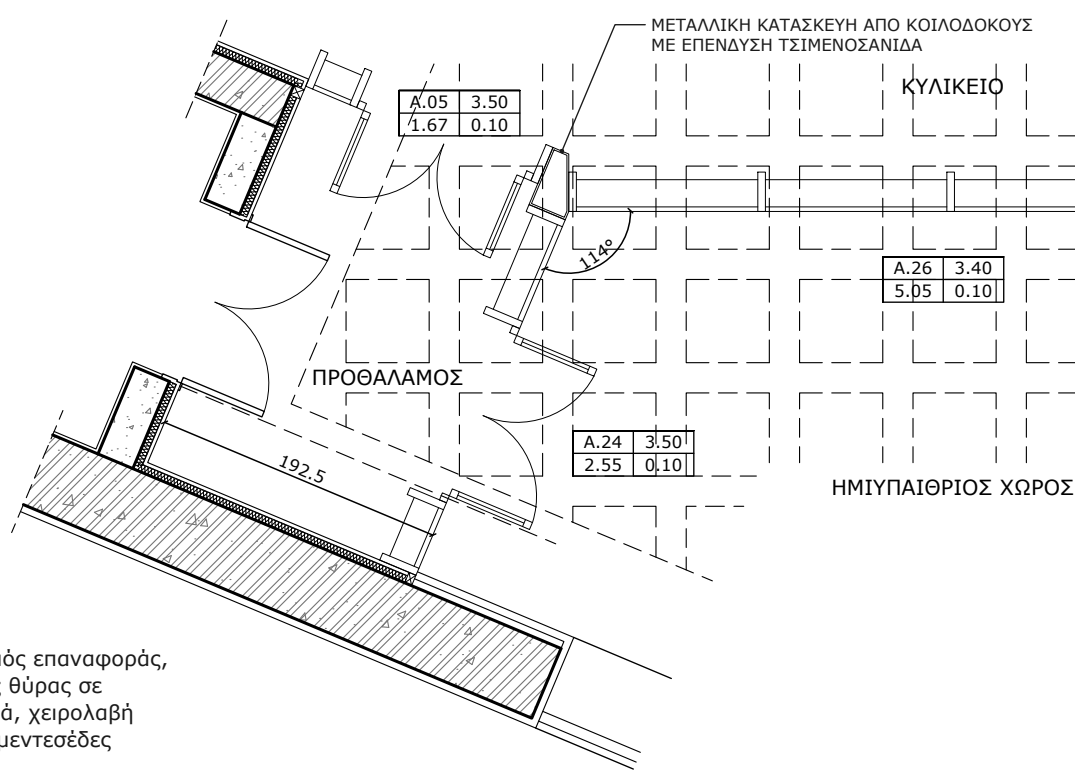 ΜΕΤΑΛΛΙΚΗ ΚΑΤΑΣΚΕΥΗ ΑΠΟ ΚΟΙΛΟΔΟΚΟΥΣ
ΜΕ ΕΠΕΝΔΥΣΗ ΤΣΙΜΕΝΟΣΑΝΙΔΑ
ΚΥΛΙΚΕΙΟ
Α.05 3.50
1.67 0.10
114°
Α.26 3.40
5.05 0.10
ΠΡΟΘΑΛΑΜΟΣ
Α.24 3.50
2.55 0.10
192.5
ΗΜΙΥΠΑΙΘΡΙΟΣ ΧΩΡΟΣ
επαναφοράς,
θύρας σε
χειρολαβή
μεντεσέδες